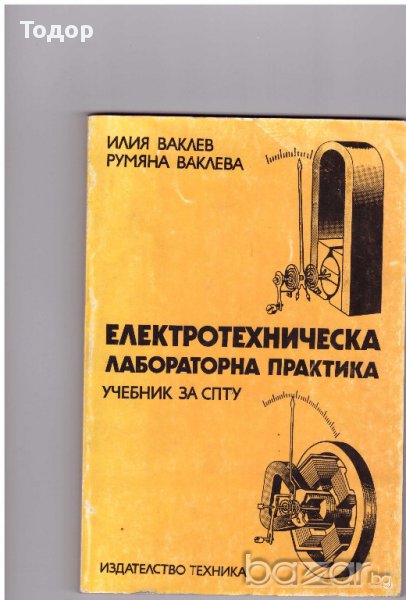 Тодор
ИЛИЯ ВАКЛЕВ
РУМЯНА ВАКЛЕВА
ЕЛЕКТРОТЕХНИЧЕСКА
ЛАБОРАТОРНА ПРАКТИКА
УЧЕБНИК ЗА СПТУ
ИЗДАТЕЛСТВО ТЕХНИКА
bazar.bg